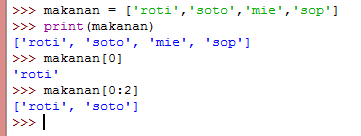 >>> makanan = ['roti','soto','mie','sop']
>>> print(makanan)
['roti', 'soto', 'mie', 'sop']
>>> makanan[0]
'roti'
>>> makanan[0:2]
['roti', 'soto']
>>>